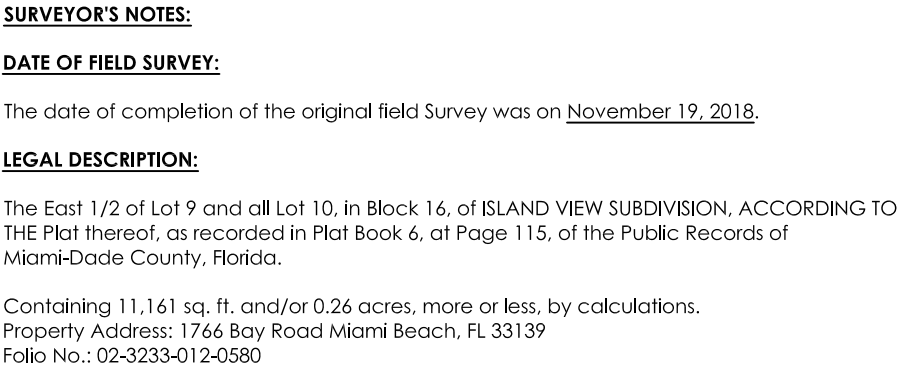 SURVEYOR'S NOTES:
DATE OF FIELD SURVEY:
The date of completion of the original field Survey was on November 19, 2018.
LEGAL DESCRIPTION:
The East 1/2 of Lot 9 and all Lot 10, in Block 16, of ISLAND VIEW SUBDIVISION, ACCORDING TO
THE Plat thereof, as recorded in Plat Book 6, at Page 115, of the Public Records of
Miami-Dade County, Florida.
Containing 11,161 sq. ft. and/or 0.26 acres, more or less, by calculations.
Property Address: 1766 Bay Road Miami Beach, FL 33139
Folio No.: 02-3233-012-0580